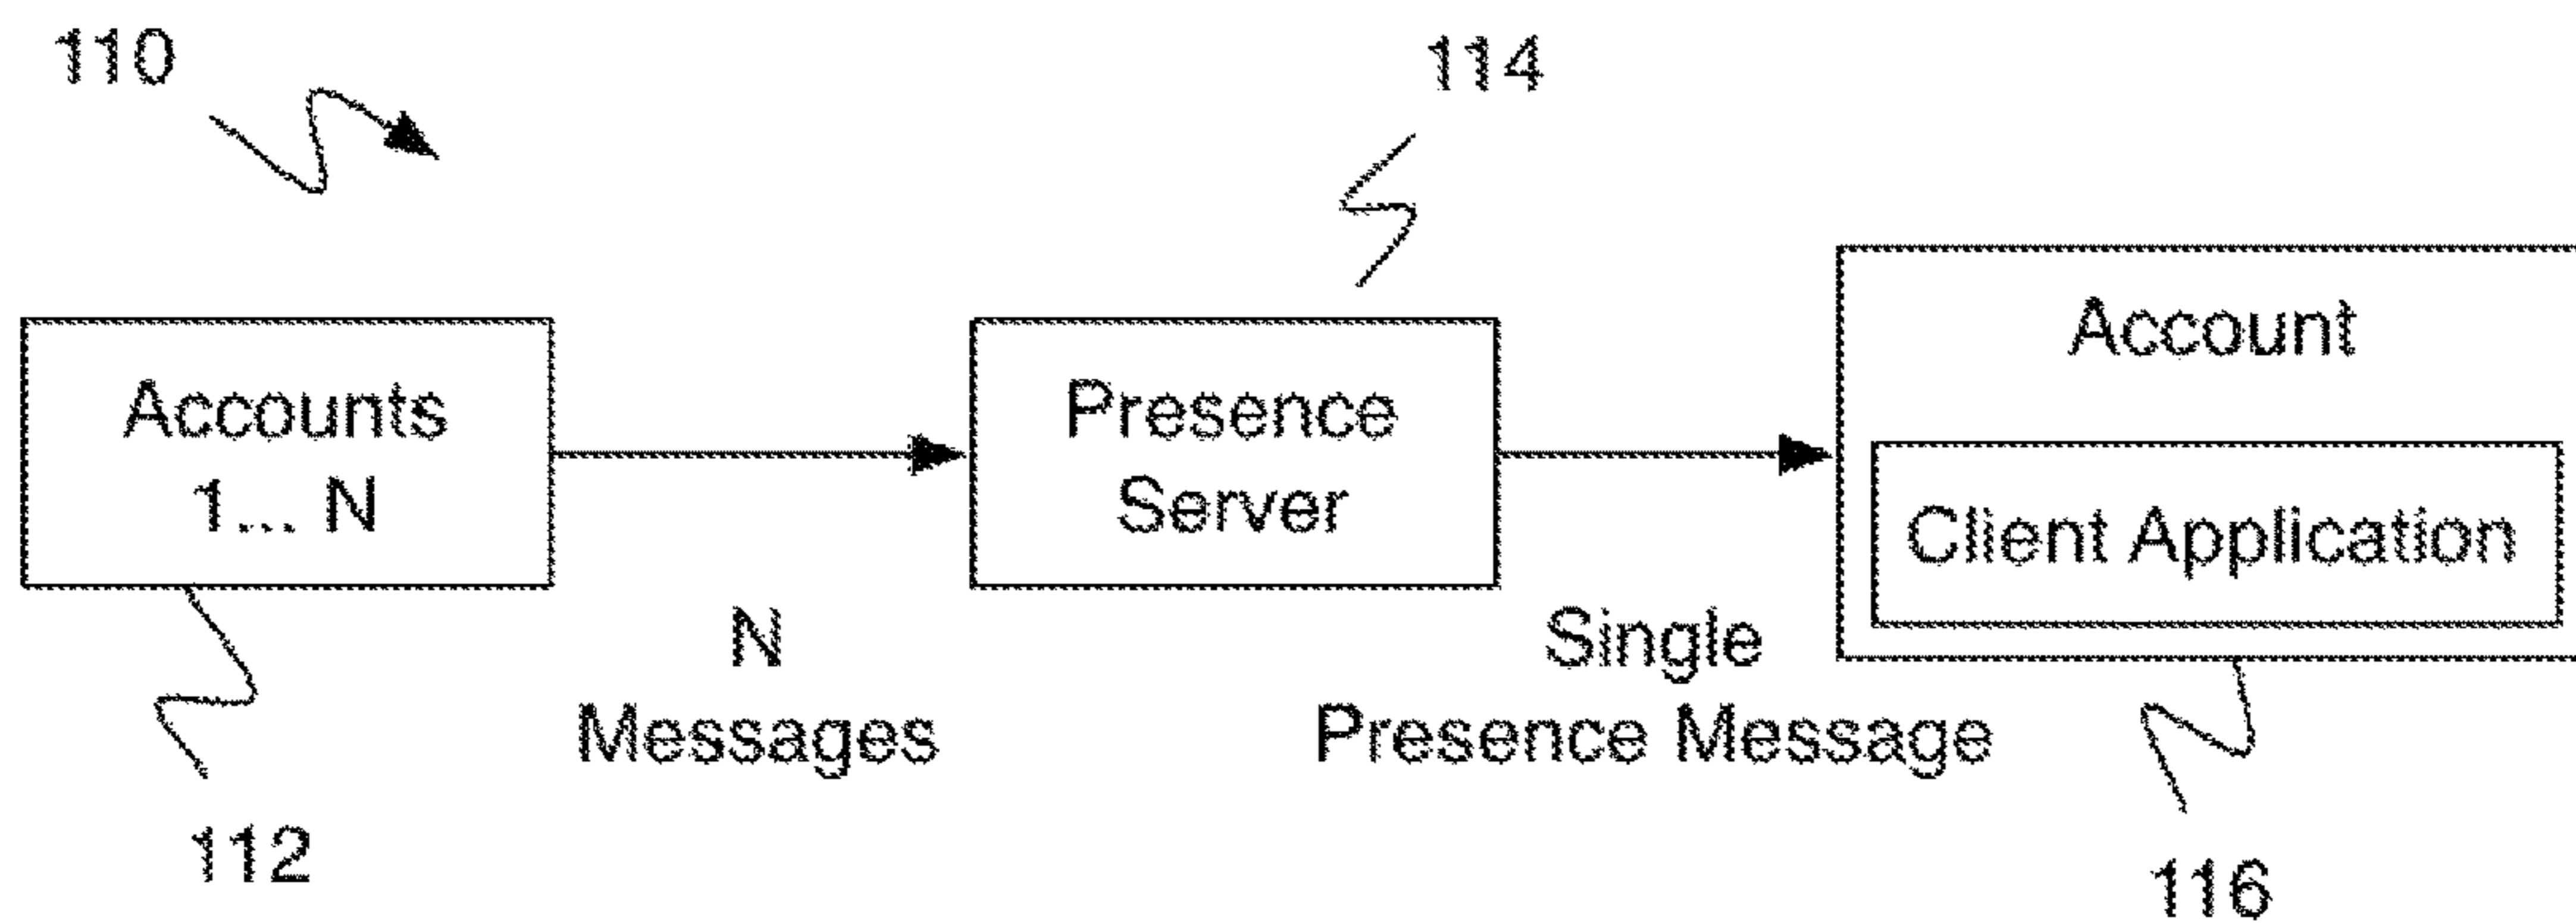 110
114
Accounts
1... N
Presence
Server
Account
Client Application
N
Messages
Single
Presence Message
112
116